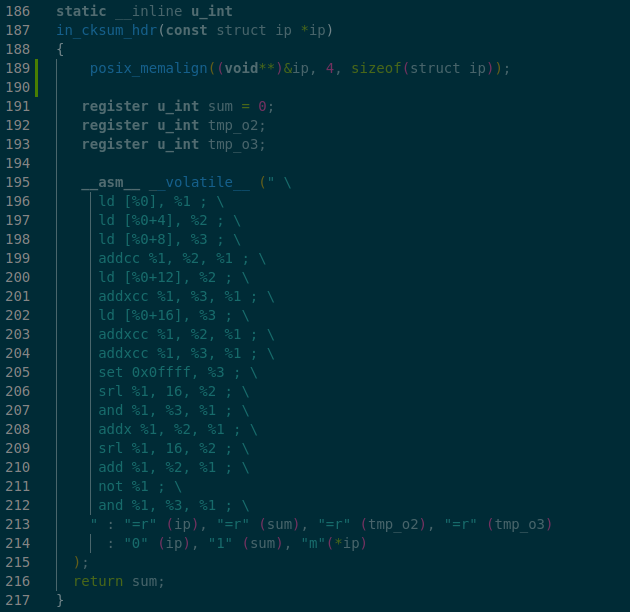 186 static __inline u_int
187 in_cksum_hdr(const struct ip *ip)
188 {
189     posix_memalign((void**)&ip, 4, sizeof(struct ip));
190
191    register u_int sum = 0;
192    register u_int tmp_o2;
193    register u_int tmp_o3;
194
195    __asm__ __volatile__ (" \
196      ld [%0], %1 ; \
197      ld [%0+4], %2 ; \
198      ld [%0+8], %3 ; \
199      addcc %1, %2, %1 ; \
200      ld [%0+12], %2 ; \
201      addxcc %1, %3, %1 ; \
202      ld [%0+16], %3 ; \
203      addxcc %1, %2, %1 ; \
204      addxcc %1, %3, %1 ; \
205      set 0x0ffff, %3 ; \
206      srl %1, 16, %2 ; \
207      and %1, %3, %1 ; \
208      addx %1, %2, %1 ; \
209      srl %1, 16, %2 ; \
210      add %1, %2, %1 ; \
211      not %1 ; \
212      and %1, %3, %1 ; \
213     " : "=r" (ip), "=r" (sum), "=r" (tmp_o2), "=r" (tmp_o3)
214       : "0" (ip), "1" (sum), "m"(*ip)
215   );
216   return sum;
217 }